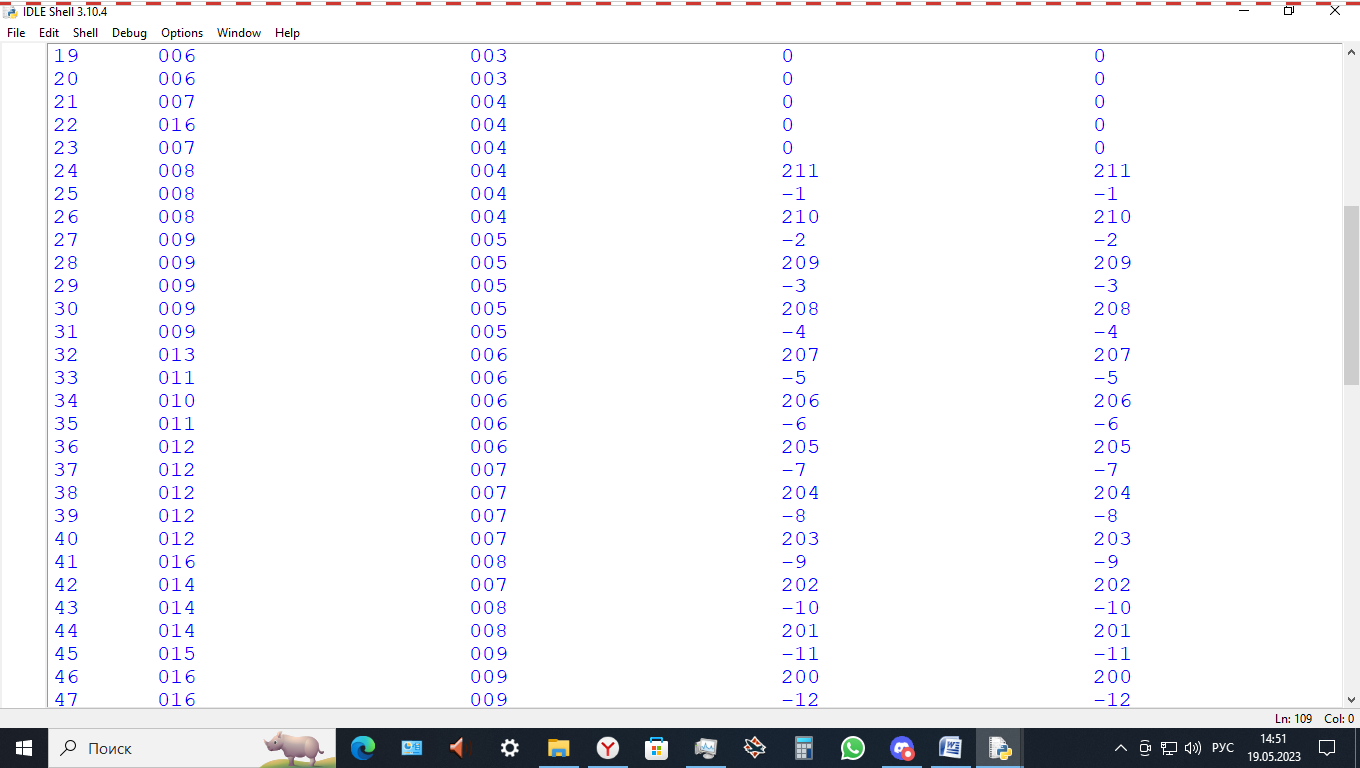 IDLE Shell 3.10.4
File Edit Shell Debug Options Window Help
19 006 003 0 0
20 006 003 0 0
21 007 004 0 0
22 016 004 0 0
23 007 004 0 0
24 008 004 211 211
25 008 004 -1 -1
26 008 004 210 210
27 009 005 -2 -2
28 009 005 209 209
29 009 005 -3 -3
30 009 005 208 208
31 009 005 -4 -4
32 013 006 207 207
33 011 006 -5 -5
34 010 006 206 206
35 011 006 -6 -6
36 012 006 205 205
37 012 007 -7 -7
38 012 007 204 204
39 012 007 -8 -8
40 012 007 203 203
41 016 008 -9 -9
42 014 007 202 202
43 014 008 -10 -10
44 014 008 201 201
45 015 009 -11 -11
46 016 009 200 200
47 016 009 -12 -12
Ln: 109 Col: 0
Поиск
РУС
14:51
19.05.2023